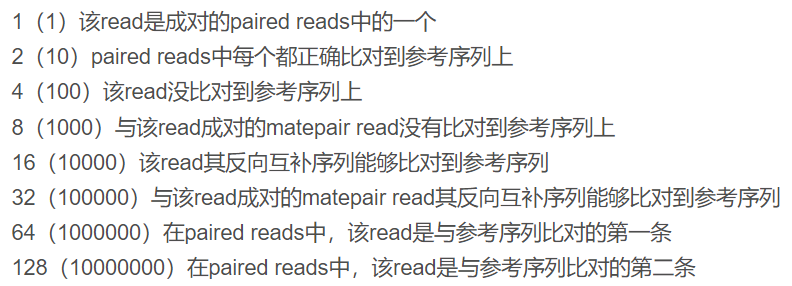 1（1）该read是成对的paired reads中的一个
2（10）paired reads中每个都正确比对到参考序列上
4（100）该read没比对到参考序列上
8（1000）与该read成对的matepair read没有比对到参考序列上
16（10000）该read其反向互补序列能够比对到参考序列
32（100000）与该read成对的matepair read其反向互补序列能够比对到参考序列
64（1000000）在paired reads中，该read是与参考序列比对的第一条
128（10000000）在paired reads中，该read是与参考序列比对的第二条